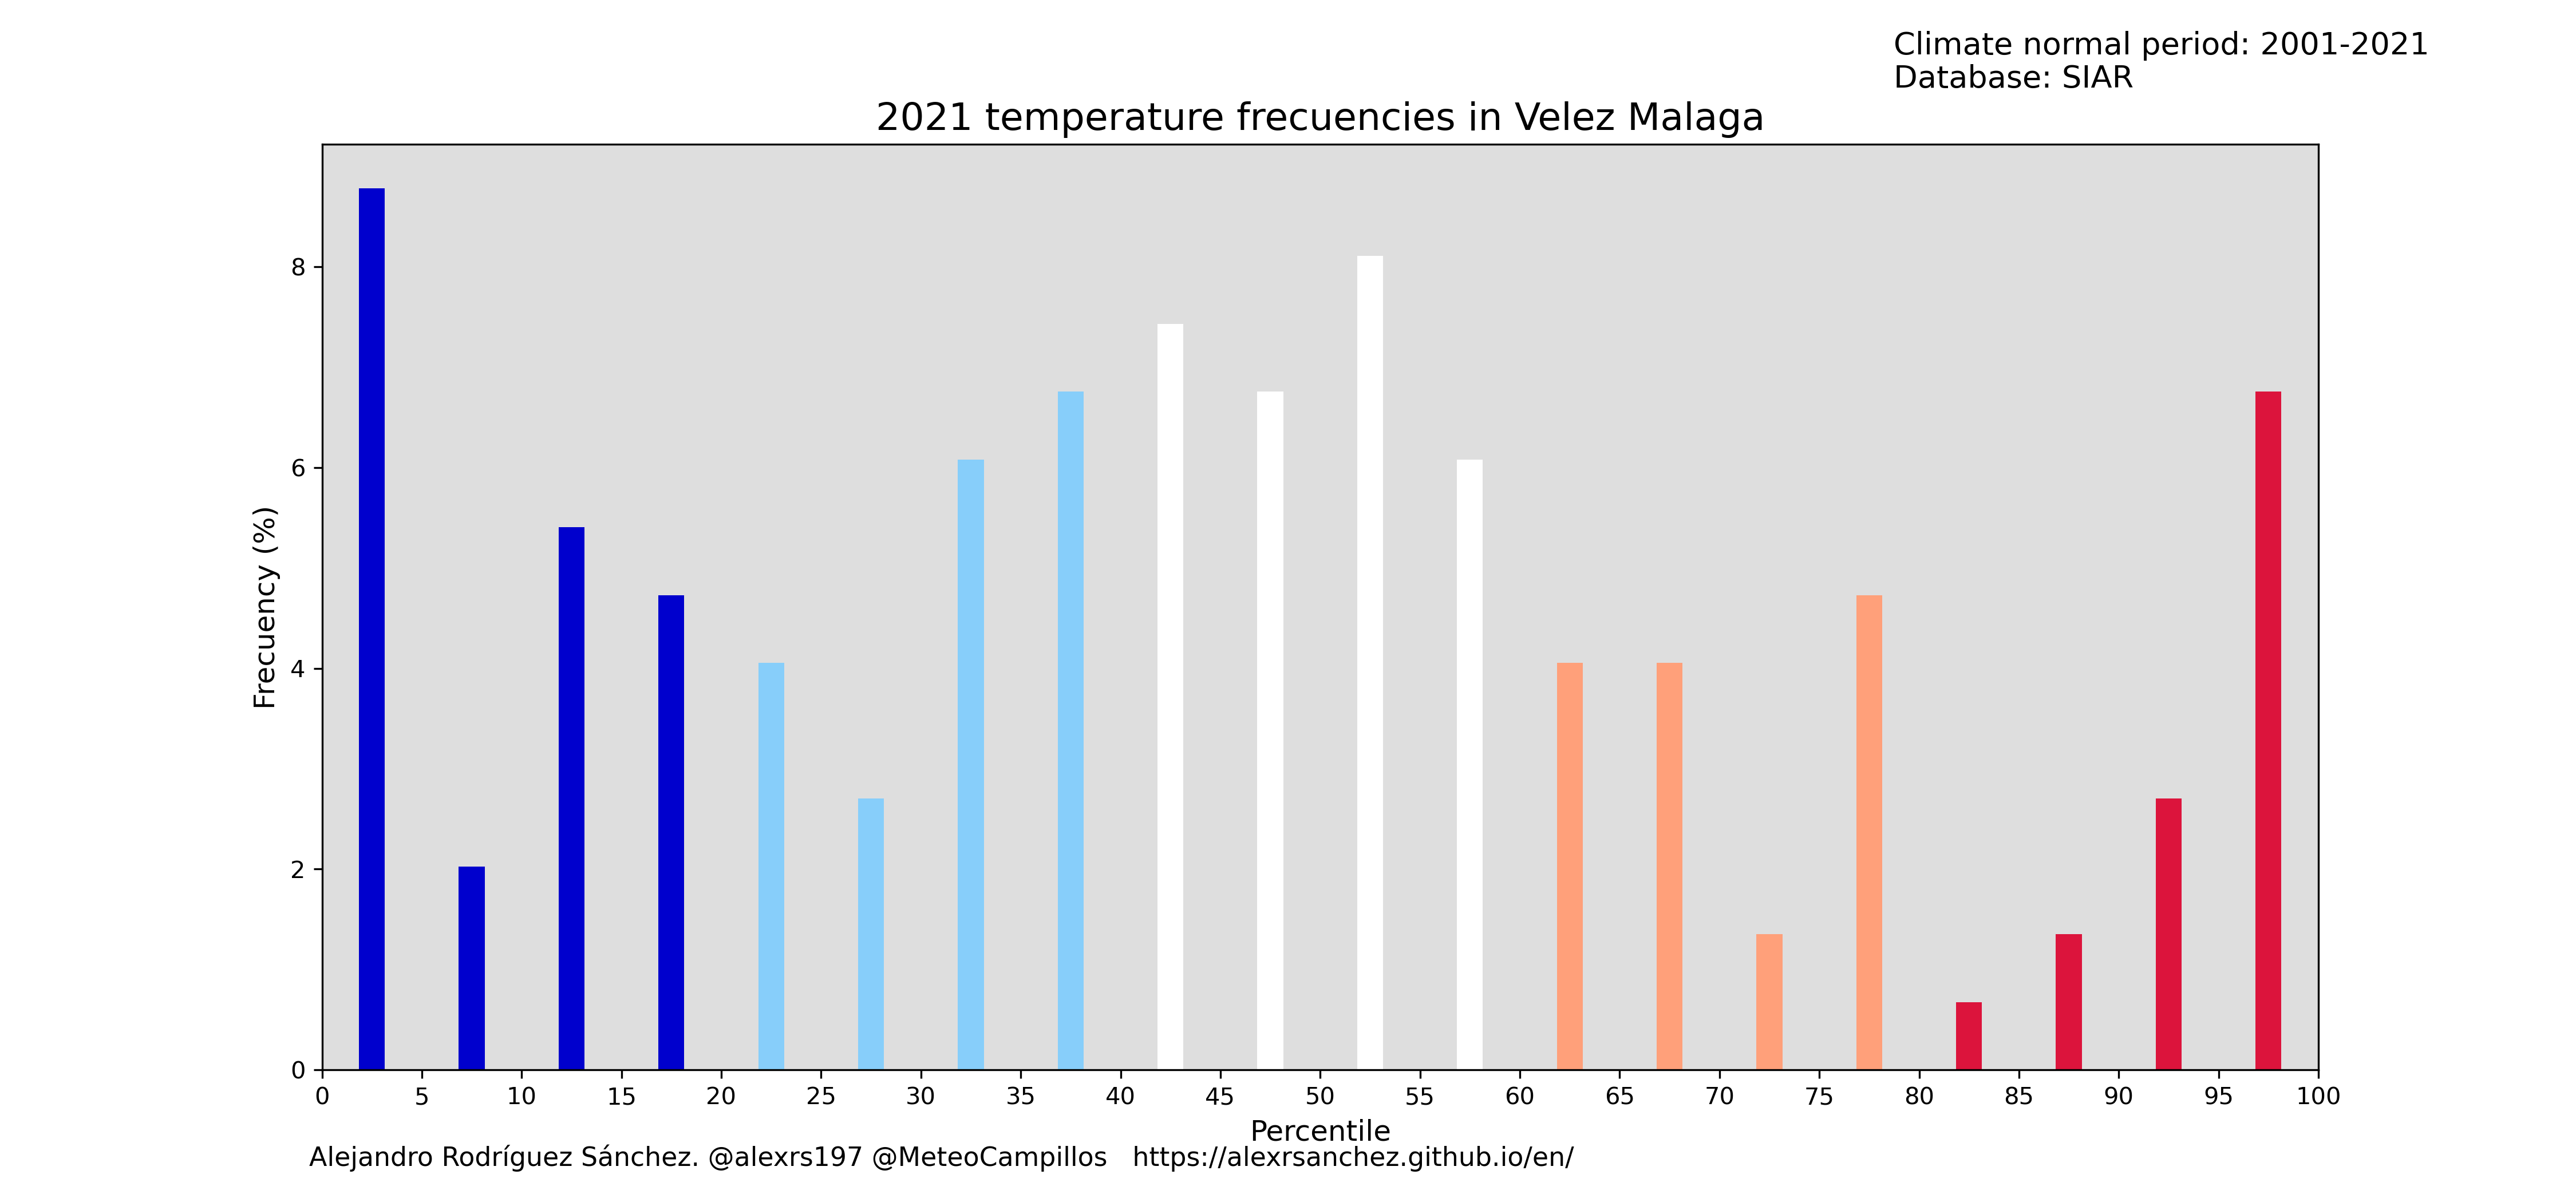 Climate normal period: 2001-2021
Database: SIAR
2021 temperature frecuencies in Velez Malaga
8
6
4
2
0
Frecuency (%)
0 5 10 15 20 25 30 35 40 45 50 55 60 65 70 75 80 85 90 95 100
Percentile
Alejandro Rodríguez Sánchez. @alexrs197 @MeteoCampillos https://alexrsanchez.github.io/en/